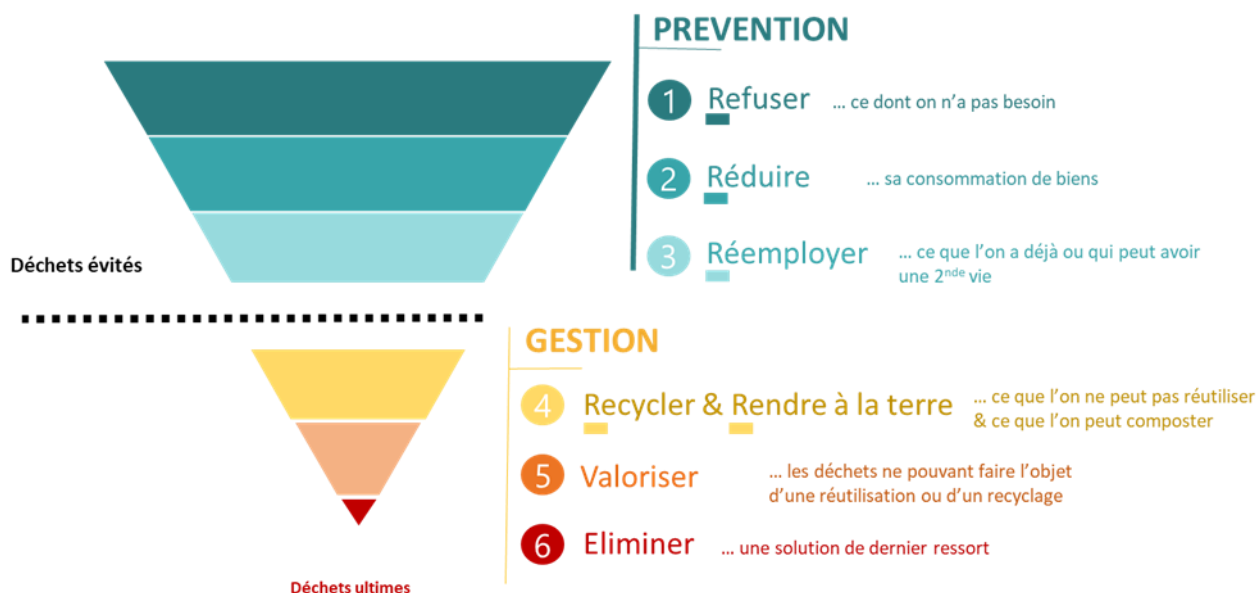 PREVENTION
1 Refuser ... ce dont on n'a pas besoin
2 Réduire ... sa consommation de biens
3 Réemployer ... ce que l'on a déjà ou qui peut avoir
une 2nde vie
Déchets évités
GESTION
4 Recycler & Rendre à la terre ... ce que l'on ne peut pas réutiliser
& ce que l'on peut composter
5 Valoriser ... les déchets ne pouvant faire l'objet
d'une réutilisation ou d'un recyclage
6 Eliminer ... une solution de dernier ressort
Déchets ultimes